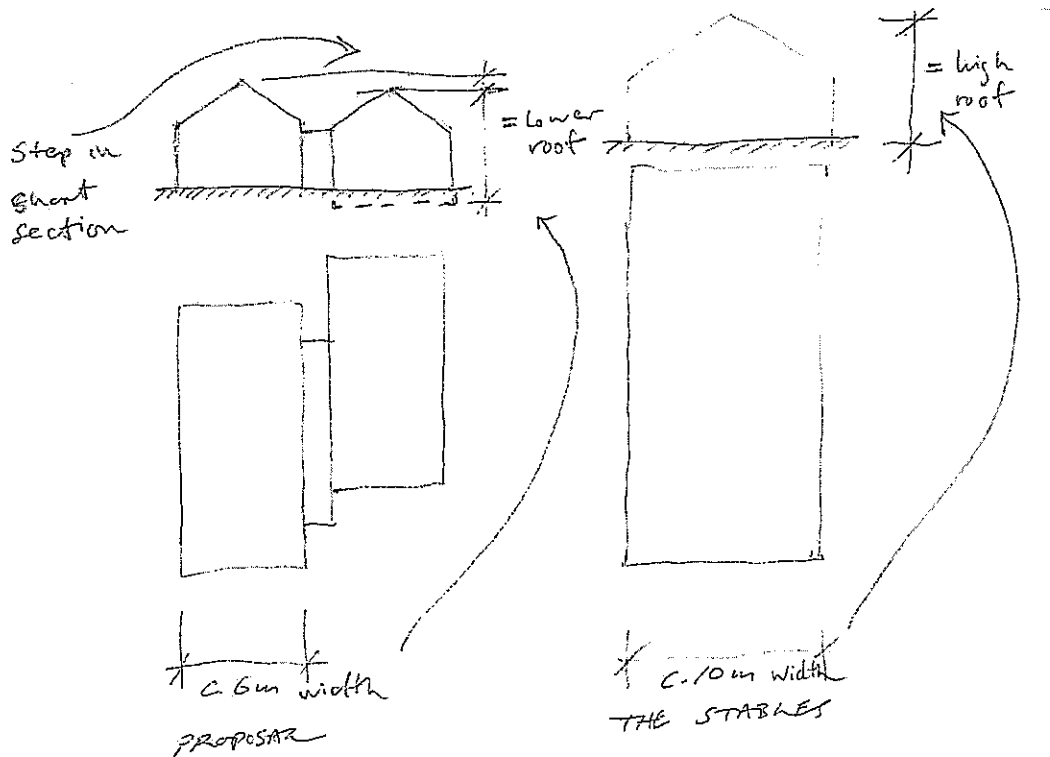 Step in
short
section
= lower
roof
= high
roof
c.6m width
PROPOSAL
c.10m width
THE STABLES